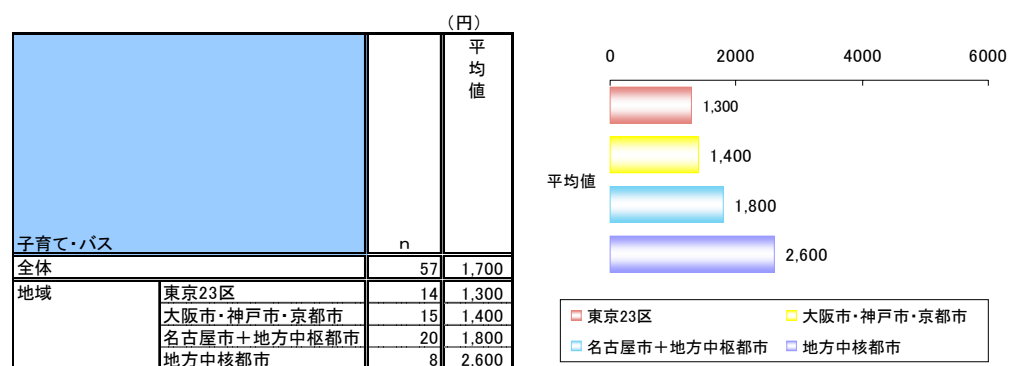 （円）
平均値
子育て・バス n
全体 57 1,700
地域 東京23区 14 1,300
大阪市・神戸市・京都市 15 1,400
名古屋市＋地方中枢都市 20 1,800
地方中核都市 8 2,600
0 2000 4000 6000
1,300
1,400
平均値
1,800
2,600
東京23区 大阪市・神戸市・京都市
名古屋市＋地方中枢都市 地方中核都市